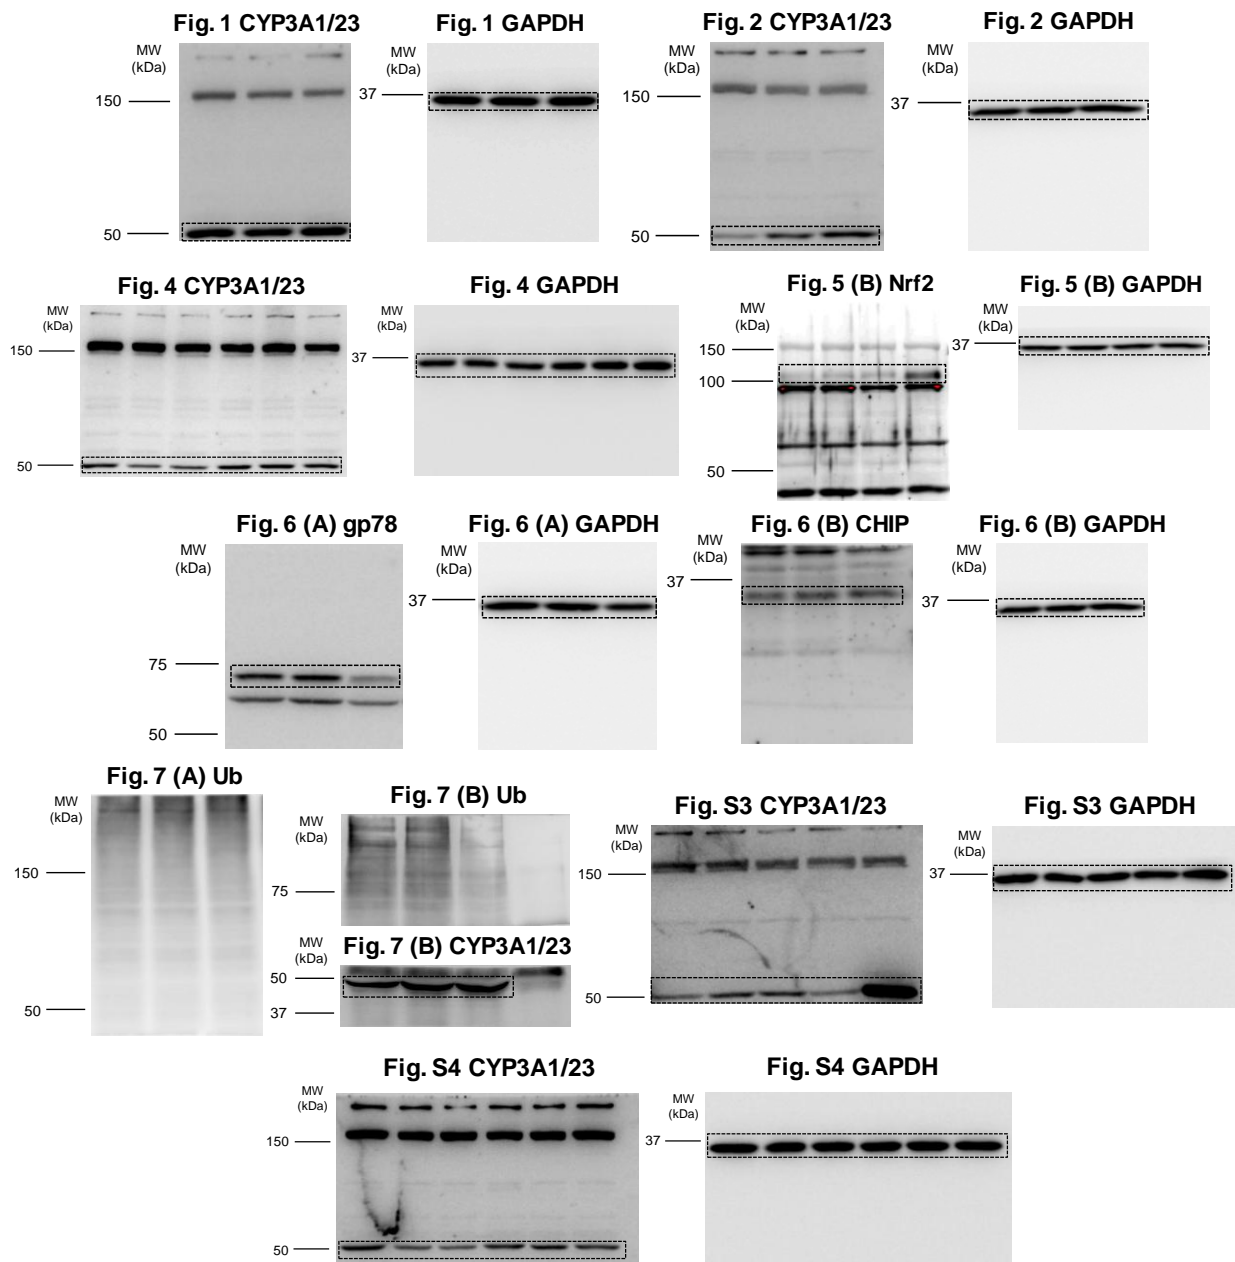 Fig. 1 CYP3A1/23
MW
(kDa)
150
50
Fig. 1 GAPDH
MW
(kDa)
37
Fig. 2 CYP3A1/23
MW
(kDa)
150
50
Fig. 2 GAPDH
MW
(kDa)
37
Fig. 4 CYP3A1/23
MW
(kDa)
150
50
Fig. 4 GAPDH
MW
(kDa)
37
Fig. 5 (B) Nrf2
MW
(kDa)
150
100
50
Fig. 5 (B) GAPDH
MW
(kDa)
37
Fig. 6 (A) gp78
MW
(kDa)
75
50
Fig. 6 (A) GAPDH
MW
(kDa)
37
Fig. 6 (B) CHIP
MW
(kDa)
37
Fig. 6 (B) GAPDH
MW
(kDa)
37
Fig. 7 (A) Ub
MW
(kDa)
150
50
Fig. 7 (B) Ub
MW
(kDa)
75
Fig. 7 (B) CYP3A1/23
MW
(kDa)
50
37
Fig. S3 CYP3A1/23
MW
(kDa)
150
50
Fig. S3 GAPDH
MW
(kDa)
37
Fig. S4 CYP3A1/23
MW
(kDa)
150
50
Fig. S4 GAPDH
MW
(kDa)
37